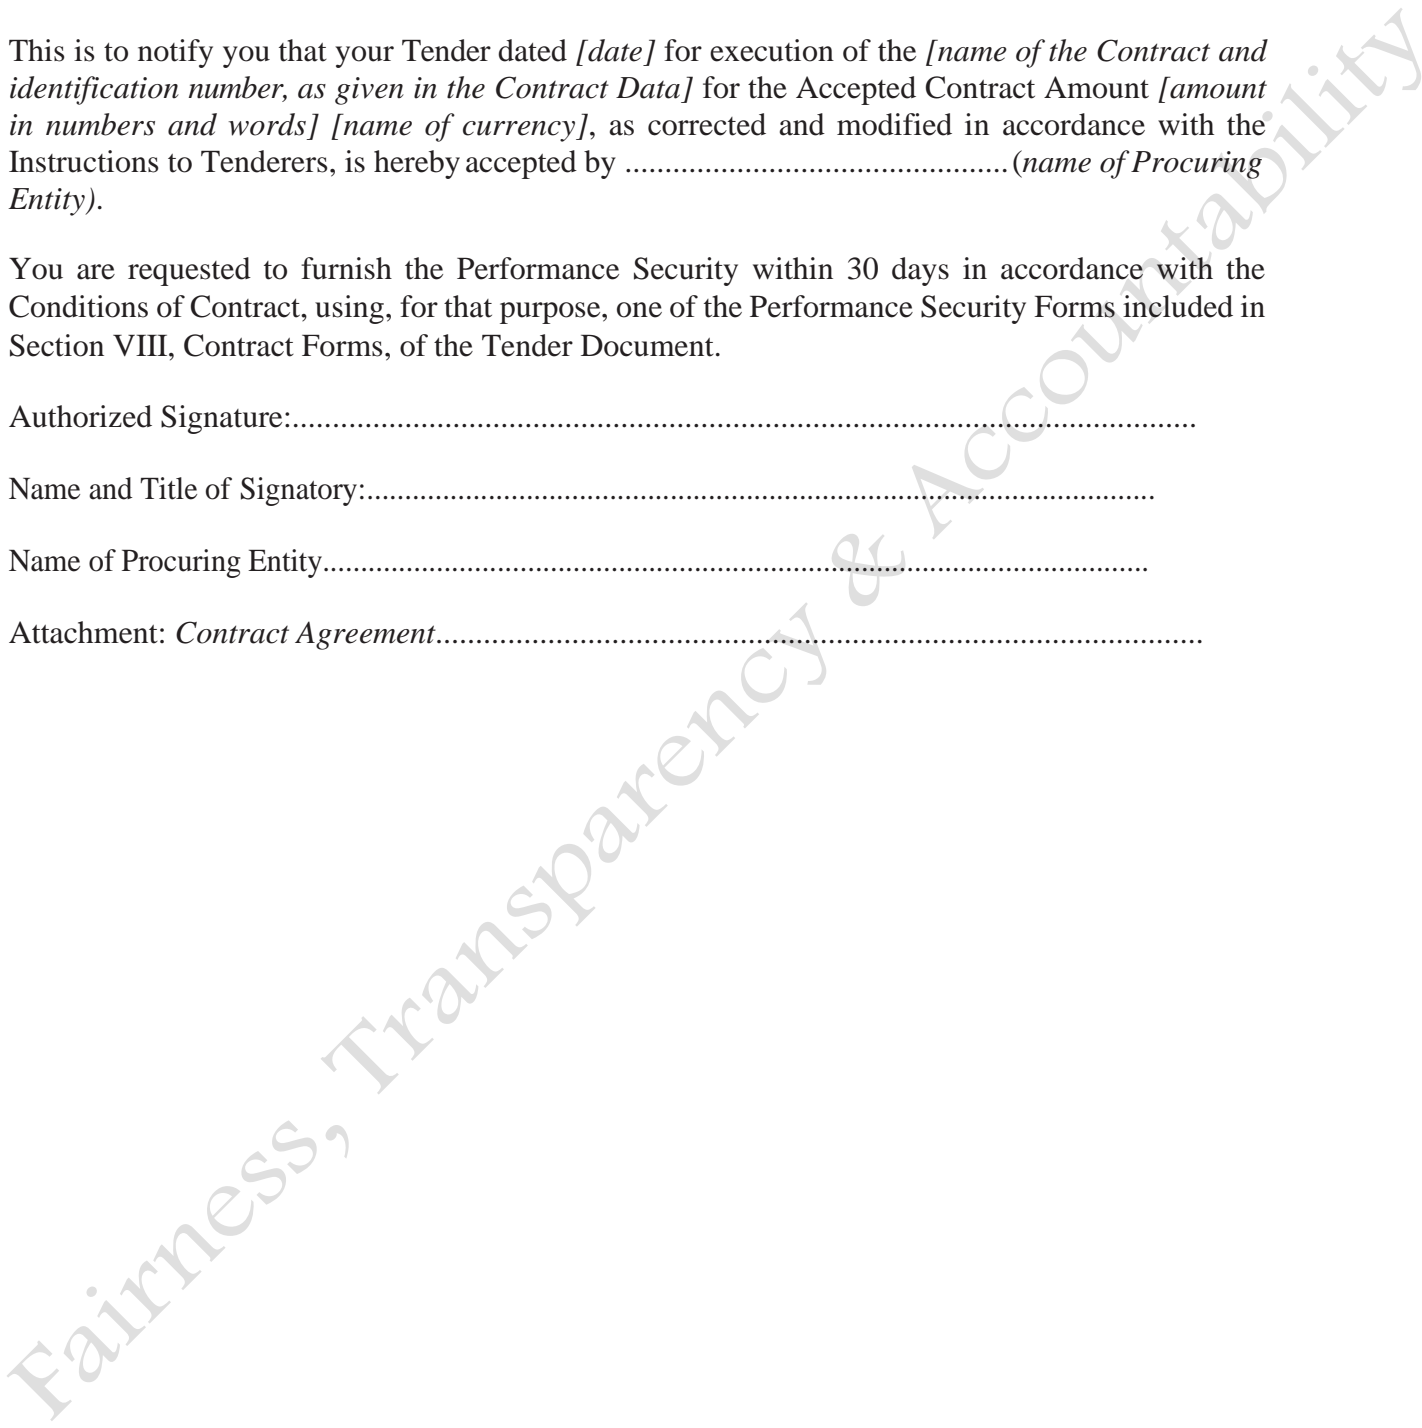 This is to notify you that your Tender dated [date] for execution of the [name of the Contract and
identification number, as given in the Contract Data] for the Accepted Contract Amount [amount
in numbers and words] [name of currency], as corrected and modified in accordance with the
Instructions to Tenderers, is hereby accepted by ................................................ (name of Procuring
Entity).
You are requested to furnish the Performance Security within 30 days in accordance with the
Conditions of Contract, using, for that purpose, one of the Performance Security Forms included in
Section VIII, Contract Forms, of the Tender Document.
Authorized Signature:.................................................................................................................
Name and Title of Signatory:........................................................................................................
Name of Procuring Entity.............................................................................................................
Attachment: Contract Agreement................................................................................................
Fairness, Transparency & Accountability